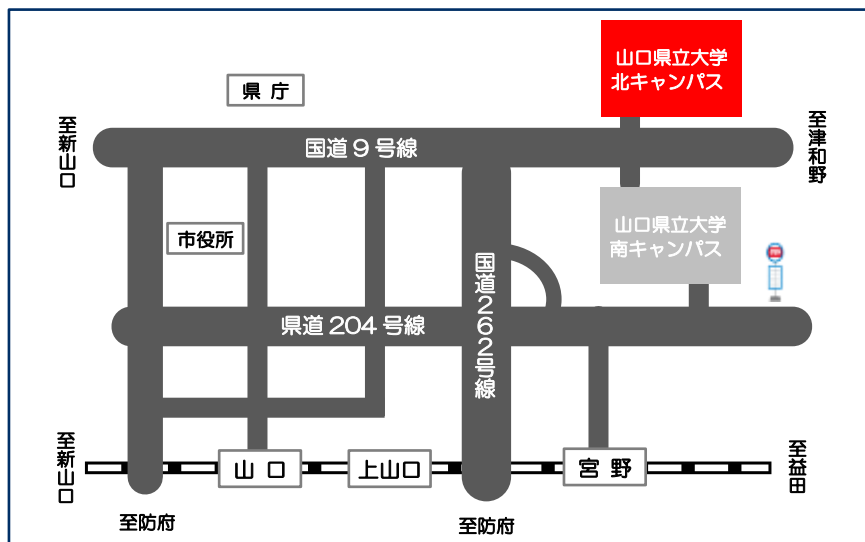 山口県立大学
北キャンパス
県 庁
至新山口
国道9号線
至津和野
山口県立大学
南キャンパス
市役所
国道262号線
県道204号線
至新山口
山 口
上山口
宮 野
至益田
至防府
至防府